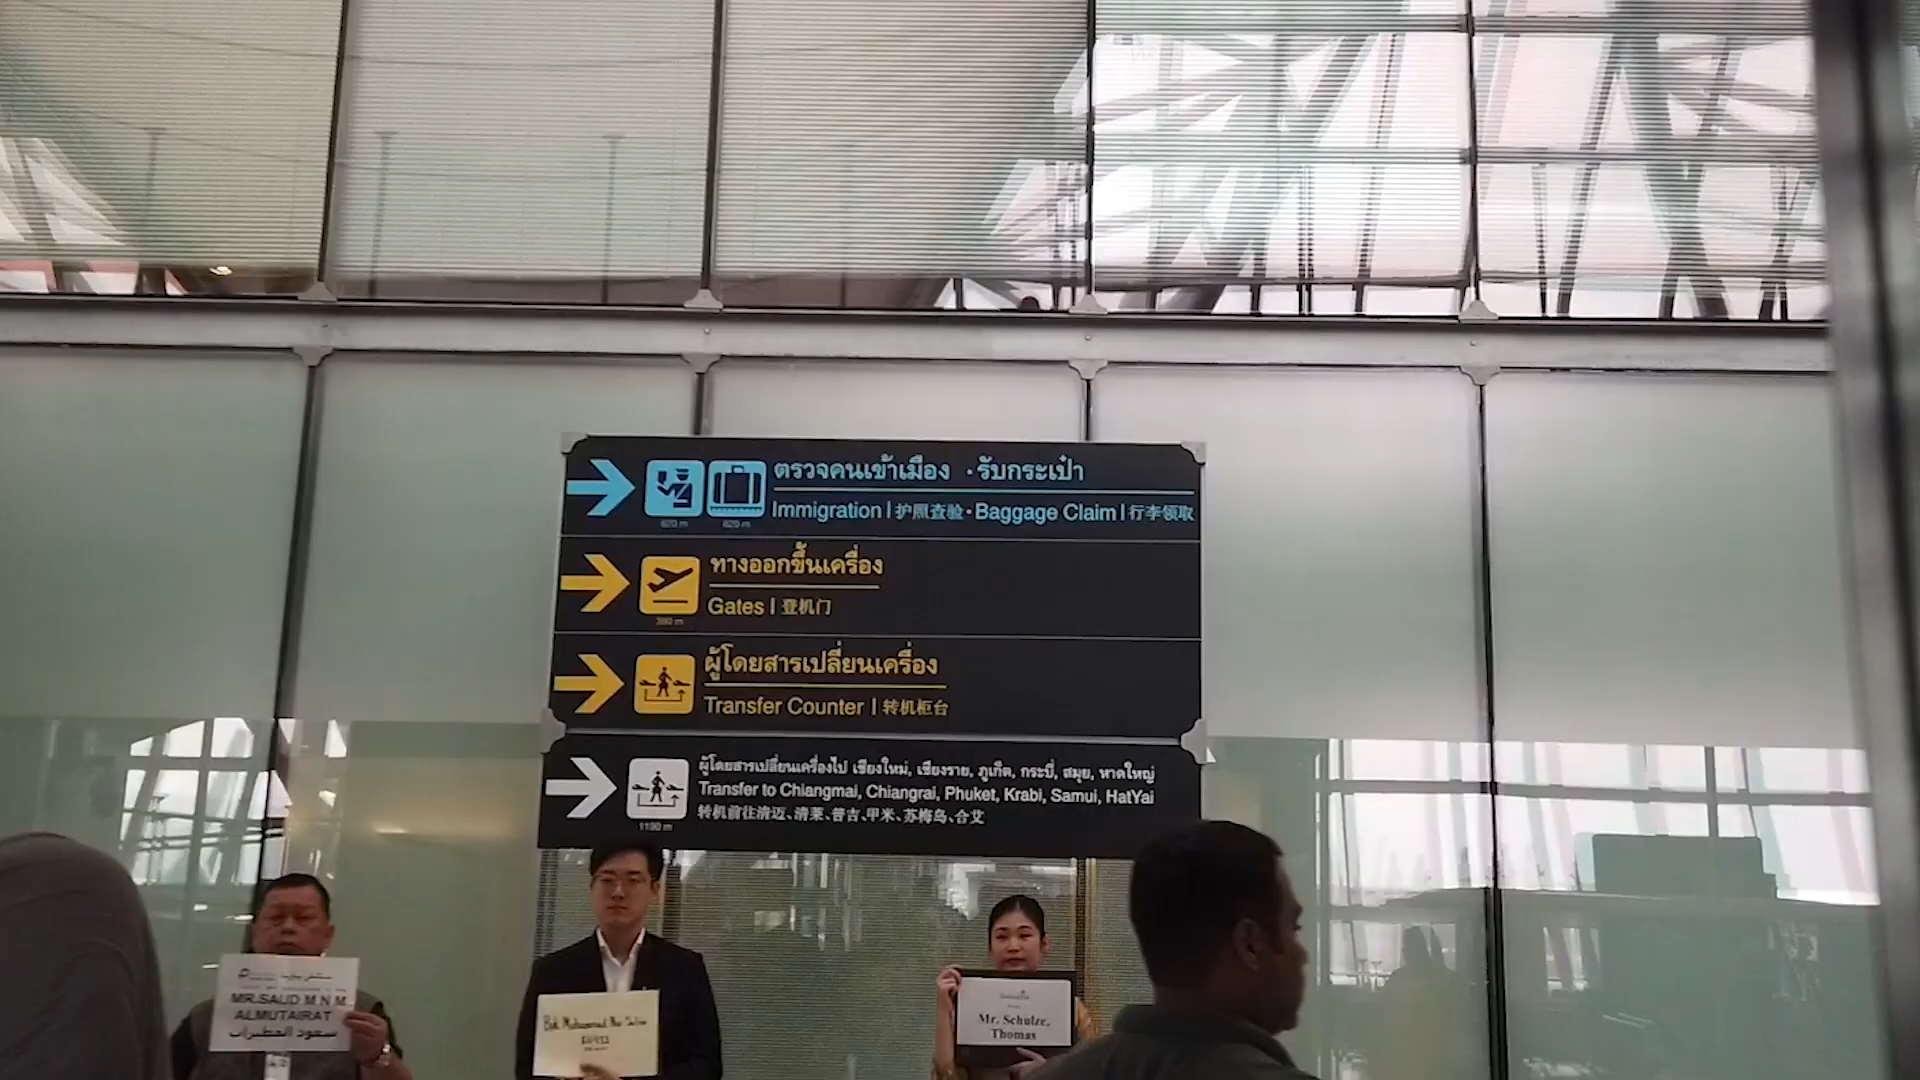 ตรวจคนเข้าเมือง · รับกระเป๋า
Immigration | 护照查验 · Baggage Claim | 行李领取
620 m 620 m
ทางออกขึ้นเครื่อง
Gates | 登机门
ผู้โดยสารเปลี่ยนเครื่อง
Transfer Counter | 转机柜台
ผู้โดยสารเปลี่ยนเครื่องไป เชียงใหม่, เชียงราย, ภูเก็ต, กระบี่, สมุย, หาดใหญ่
Transfer to Chiangmai, Chiangrai, Phuket, Krabi, Samui, HatYai
转机前往清迈、清莱、普吉、甲米、苏梅岛、合艾
1190 m
MR.SAUD M N M
ALMUTAIRAT
سعود المطيرات
Mr. Schulze,
Thomas